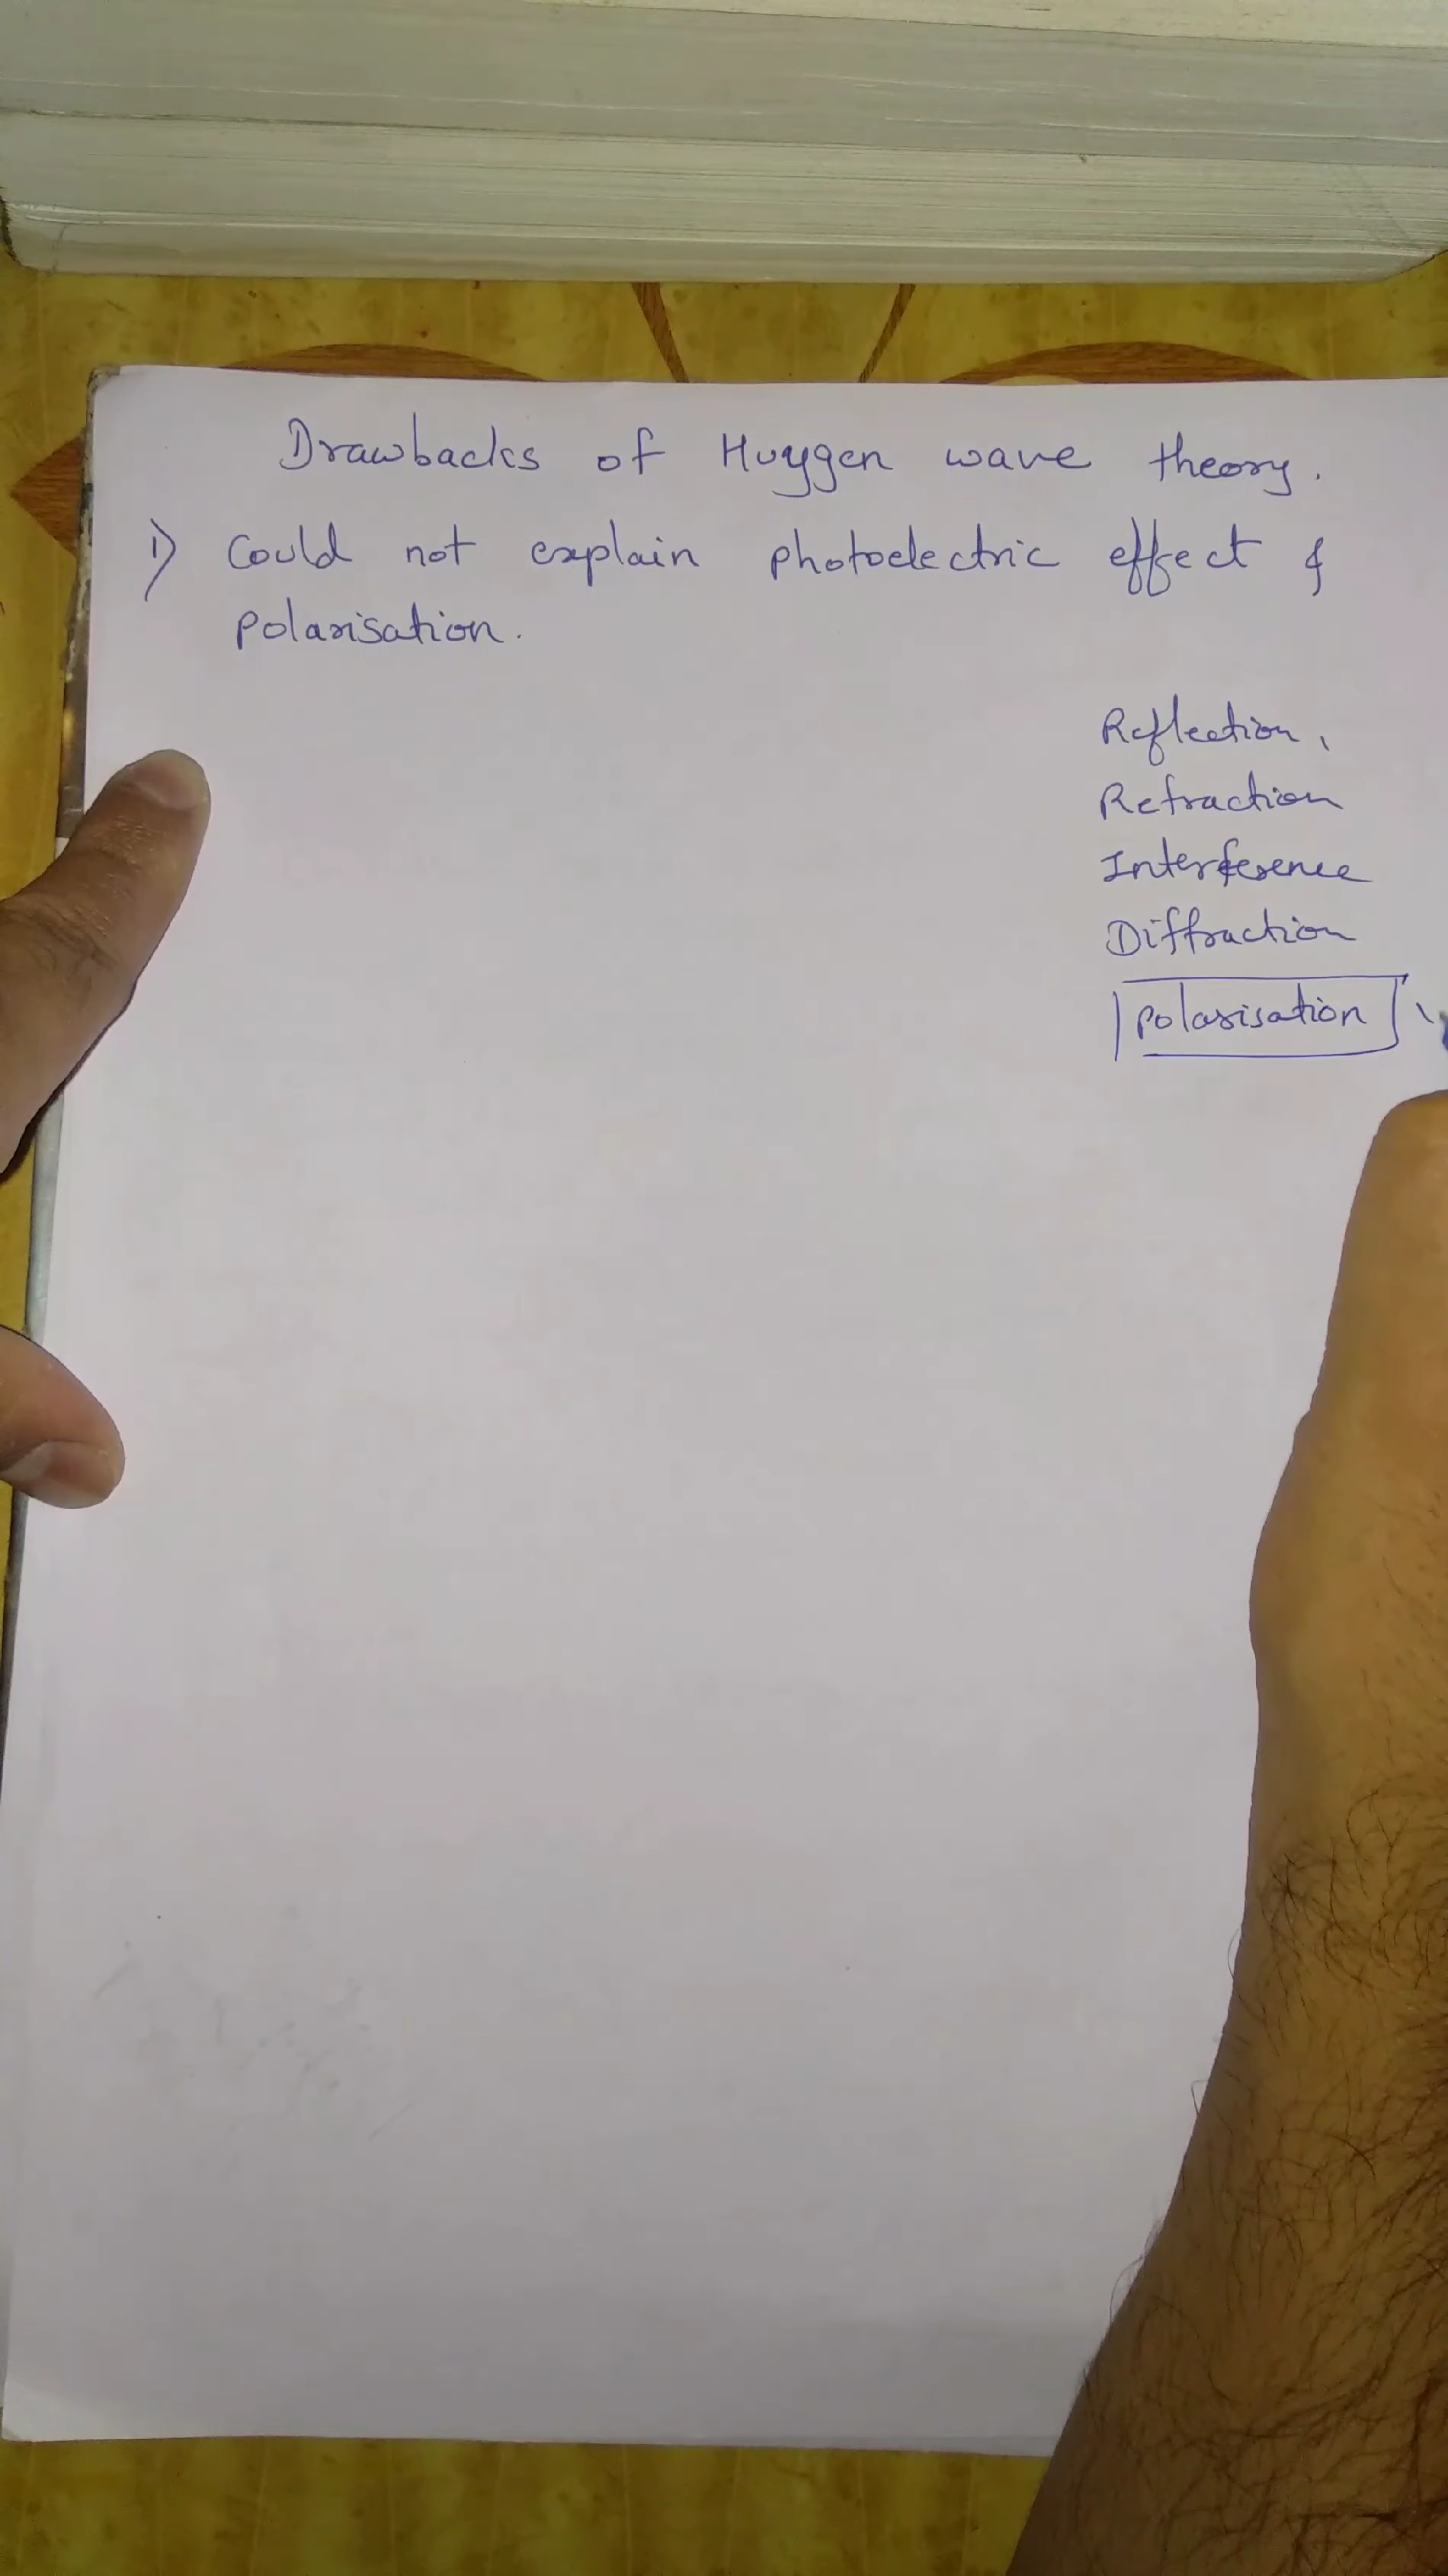 Drawbacks of Huygen wave theory.
1) Could not explain photoelectric effect &
polarisation.
Reflection,
Refraction
Interference
Diffraction
polarisation